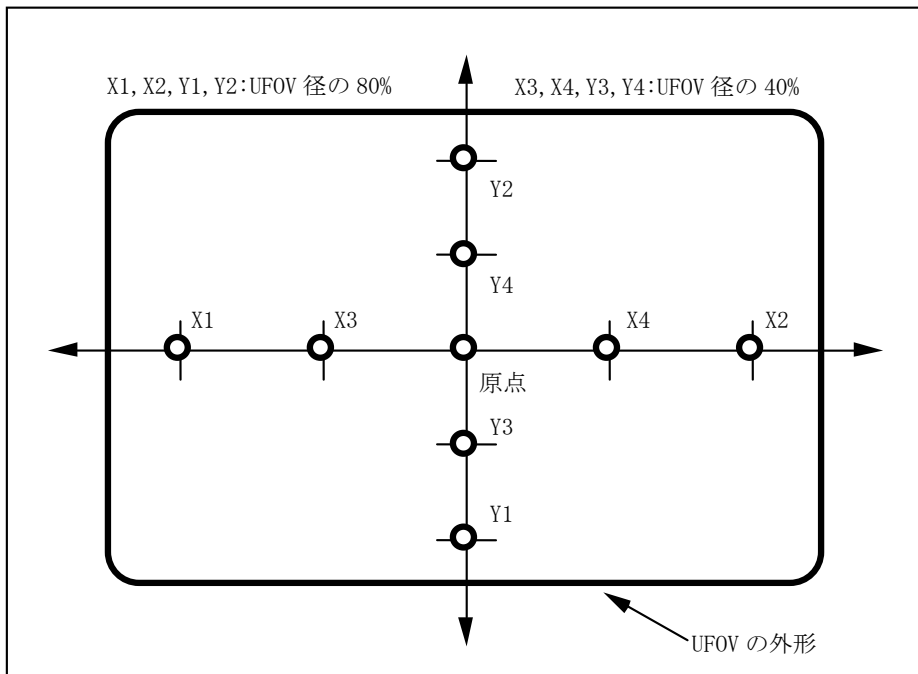 X1,X2,Y1,Y2:UFOV 径の 80%
X3,X4,Y3,Y4:UFOV 径の 40%
Y2
Y4
X1
X3
X4
X2
原点
Y3
Y1
UFOV の外形